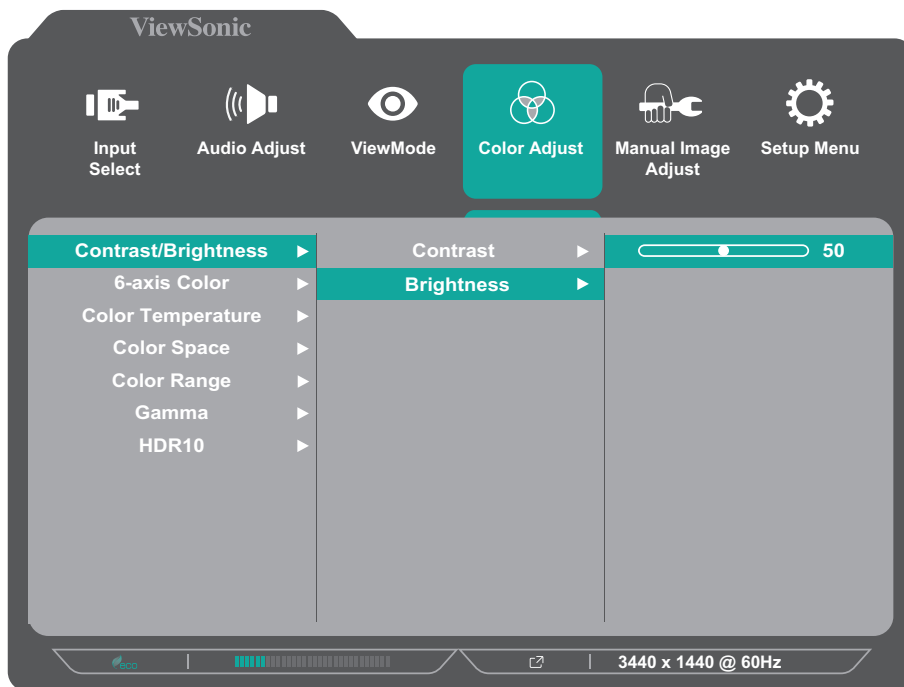 ViewSonic
Input Select
Audio Adjust
ViewMode
Color Adjust
Manual Image Adjust
Setup Menu
Contrast/Brightness
Contrast
50
6-axis Color
Brightness
Color Temperature
Color Space
Color Range
Gamma
HDR10
eco
3440 x 1440 @ 60Hz